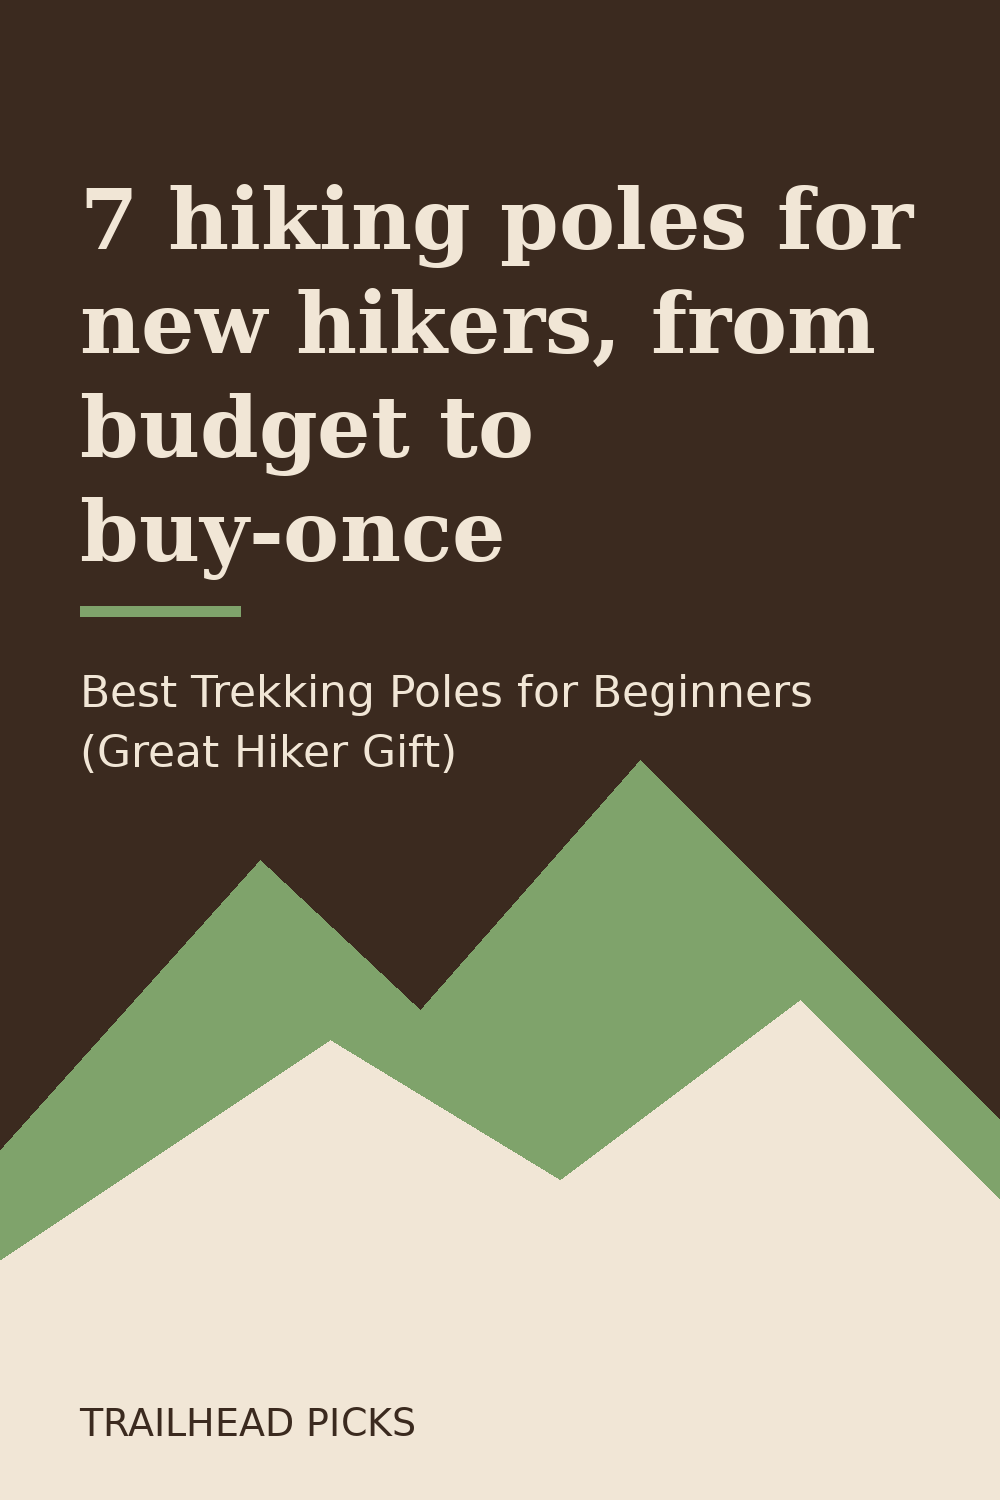 7 hiking poles for
new hikers, from
budget to
buy-once
Best Trekking Poles for Beginners
(Great Hiker Gift)
TRAILHEAD PICKS